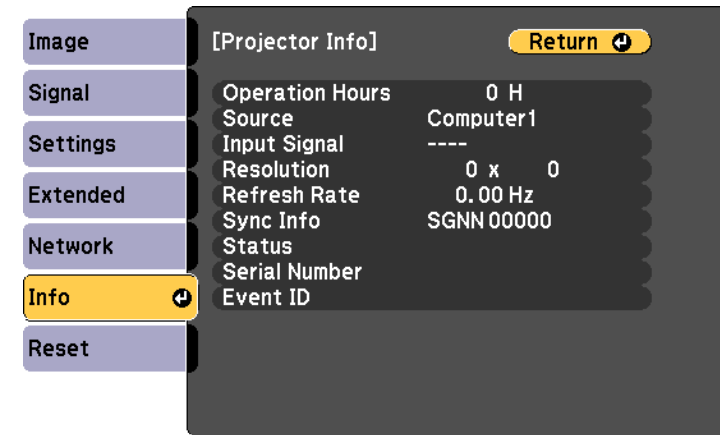 Image
Signal
Settings
Extended
Network
Info
Reset
[Projector Info]
Return
Operation Hours 0 H
Source Computer1
Input Signal ----
Resolution 0 x 0
Refresh Rate 0.00 Hz
Sync Info SGNN 00000
Status
Serial Number
Event ID